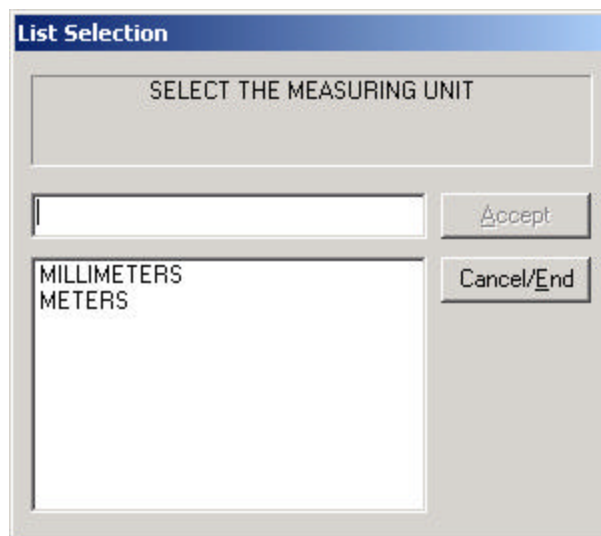 List Selection
SELECT THE MEASURING UNIT
Accept
MILLIMETERS
METERS
Cancel/End